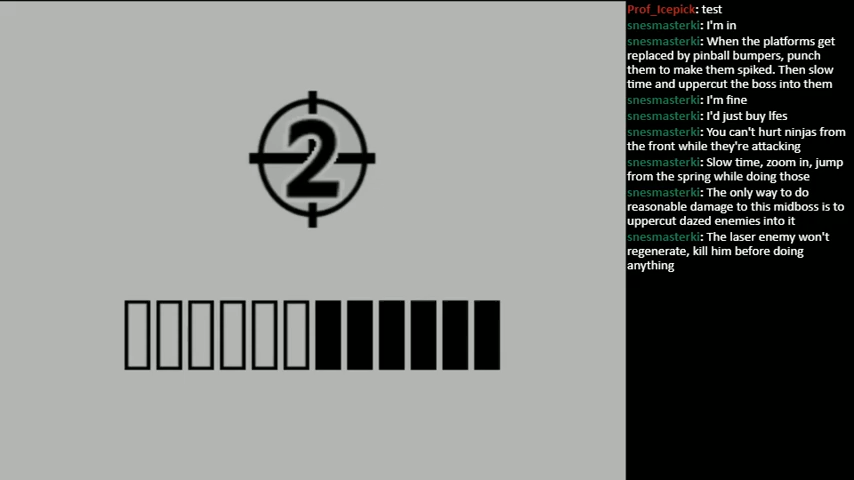 2
Prof_Icepick: test
snesmasterki: I'm in
snesmasterki: When the platforms get
replaced by pinball bumpers, punch
them to make them spiked. Then slow
time and uppercut the boss into them
snesmasterki: I'm fine
snesmasterki: I'd just buy lfes
snesmasterki: You can't hurt ninjas from
the front while they're attacking
snesmasterki: Slow time, zoom in, jump
from the spring while doing those
snesmasterki: The only way to do
reasonable damage to this midboss is to
uppercut dazed enemies into it
snesmasterki: The laser enemy won't
regenerate, kill him before doing
anything